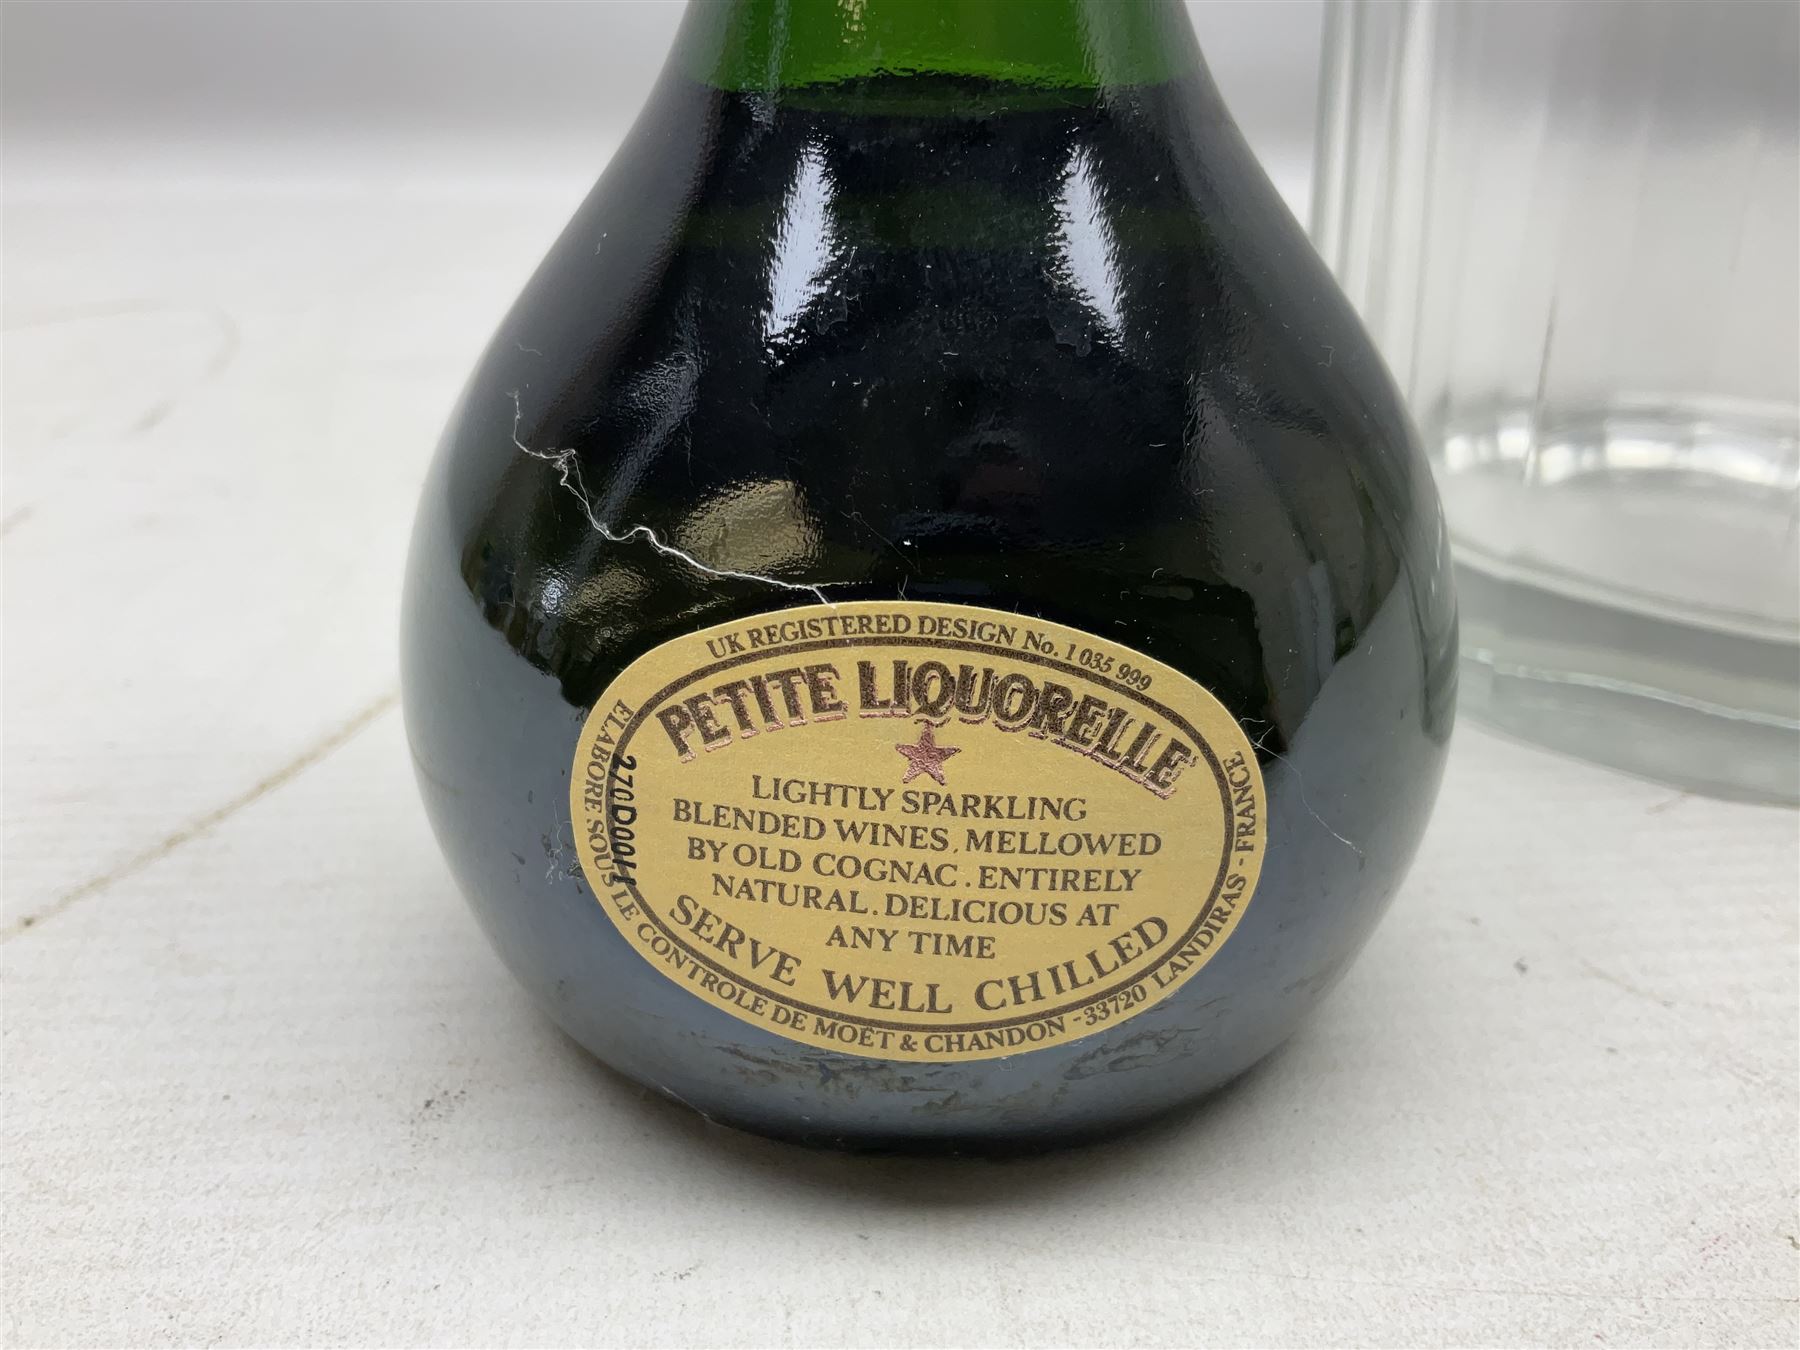 UK REGISTERED DESIGN No. 1 035 999
PETITE LIQUORELLE
LIGHTLY SPARKLING
BLENDED WINES, MELLOWED
BY OLD COGNAC. ENTIRELY
NATURAL. DELICIOUS AT
ANY TIME
SERVE WELL CHILLED
ELABORE SOUS LE CONTROLE DE MOËT & CHANDON - 33720 LANDIRAS - FRANCE